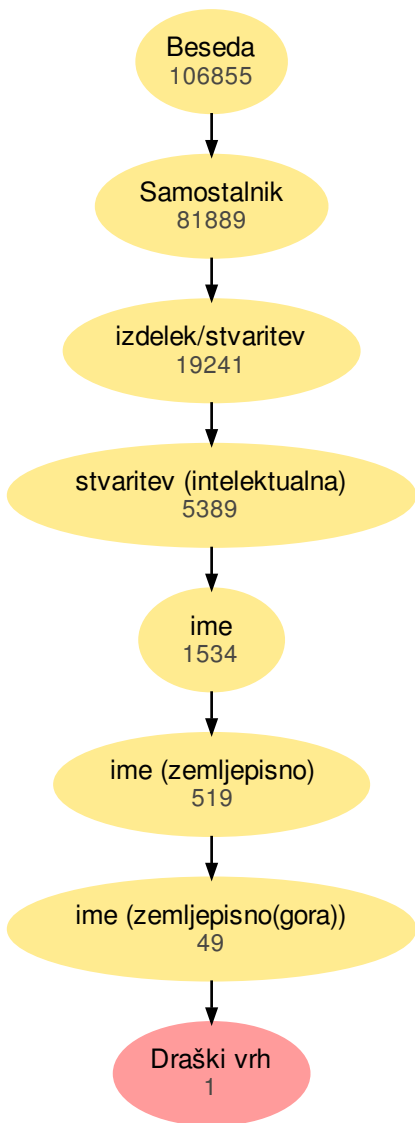 Beseda
106855
Samostalnik
81889
izdelek/stvaritev
19241
stvaritev (intelektualna)
5389
ime
1534
ime (zemljepisno)
519
ime (zemljepisno(gora))
49
Draški vrh
1